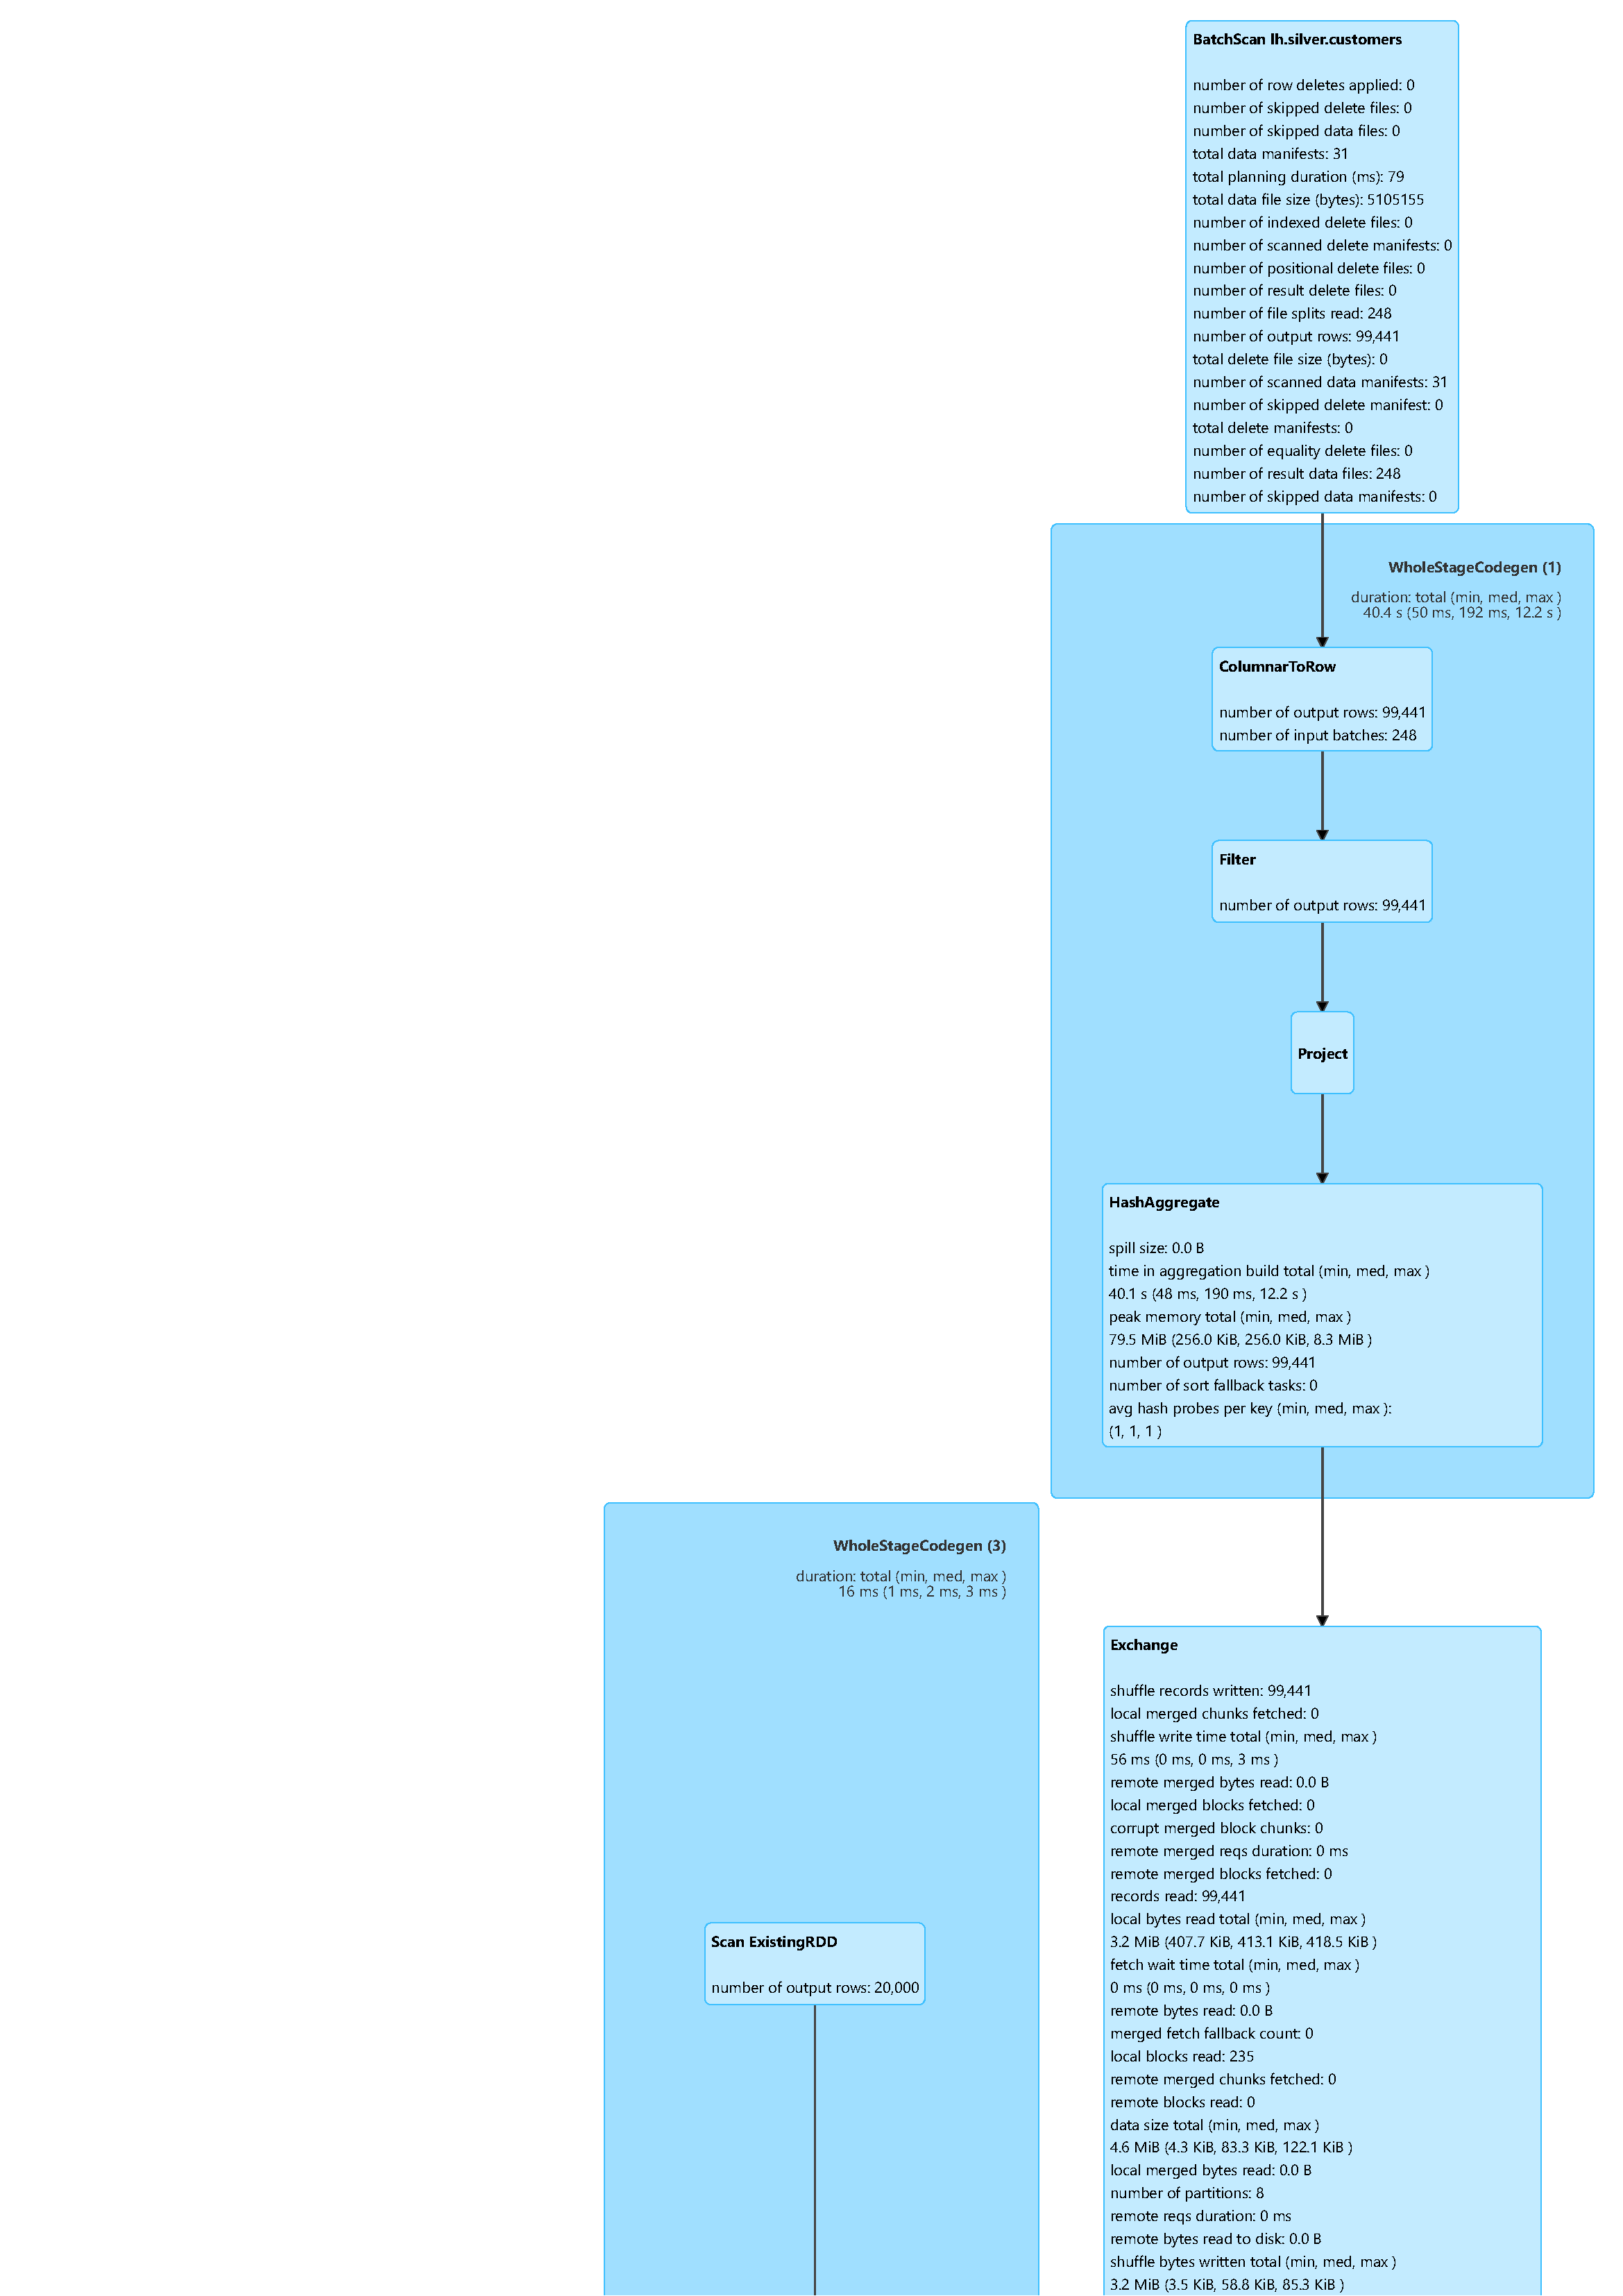 BatchScan lh.silver.customers
number of row deletes applied: 0
number of skipped delete files: 0
number of skipped data files: 0
total data manifests: 31
total planning duration (ms): 79
total data file size (bytes): 5105155
number of indexed delete files: 0
number of scanned delete manifests: 0
number of positional delete files: 0
number of result delete files: 0
number of file splits read: 248
number of output rows: 99,441
total delete file size (bytes): 0
number of scanned data manifests: 31
number of skipped delete manifest: 0
total delete manifests: 0
number of equality delete files: 0
number of result data files: 248
number of skipped data manifests: 0
WholeStageCodegen (1)
duration: total (min, med, max )
40.4 s (50 ms, 192 ms, 12.2 s )
ColumnarToRow
number of output rows: 99,441
number of input batches: 248
Filter
number of output rows: 99,441
Project
HashAggregate
spill size: 0.0 B
time in aggregation build total (min, med, max )
40.1 s (48 ms, 190 ms, 12.2 s )
peak memory total (min, med, max )
79.5 MiB (256.0 KiB, 256.0 KiB, 8.3 MiB )
number of output rows: 99,441
number of sort fallback tasks: 0
avg hash probes per key (min, med, max ):
(1, 1, 1 )
WholeStageCodegen (3)
duration: total (min, med, max )
16 ms (1 ms, 2 ms, 3 ms )
Scan ExistingRDD
number of output rows: 20,000
Exchange
shuffle records written: 99,441
local merged chunks fetched: 0
shuffle write time total (min, med, max )
56 ms (0 ms, 0 ms, 3 ms )
remote merged bytes read: 0.0 B
local merged blocks fetched: 0
corrupt merged block chunks: 0
remote merged reqs duration: 0 ms
remote merged blocks fetched: 0
records read: 99,441
local bytes read total (min, med, max )
3.2 MiB (407.7 KiB, 413.1 KiB, 418.5 KiB )
fetch wait time total (min, med, max )
0 ms (0 ms, 0 ms, 0 ms )
remote bytes read: 0.0 B
merged fetch fallback count: 0
local blocks read: 235
remote merged chunks fetched: 0
remote blocks read: 0
data size total (min, med, max )
4.6 MiB (4.3 KiB, 83.3 KiB, 122.1 KiB )
local merged bytes read: 0.0 B
number of partitions: 8
remote reqs duration: 0 ms
remote bytes read to disk: 0.0 B
shuffle bytes written total (min, med, max )
3.2 MiB (3.5 KiB, 58.8 KiB, 85.3 KiB )